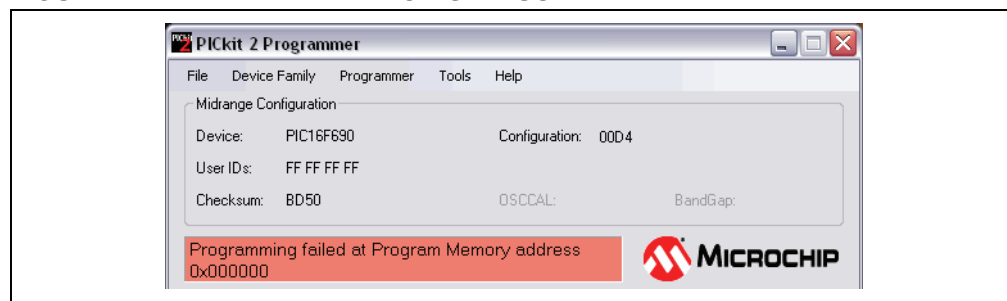 PICkit 2 Programmer
File Device Family Programmer Tools Help
Midrange Configuration
Device: PIC16F690 Configuration: 00D4
User IDs: FF FF FF FF
Checksum: BD50 OSCCAL: BandGap:
Programming failed at Program Memory address
0x000000
MICROCHIP